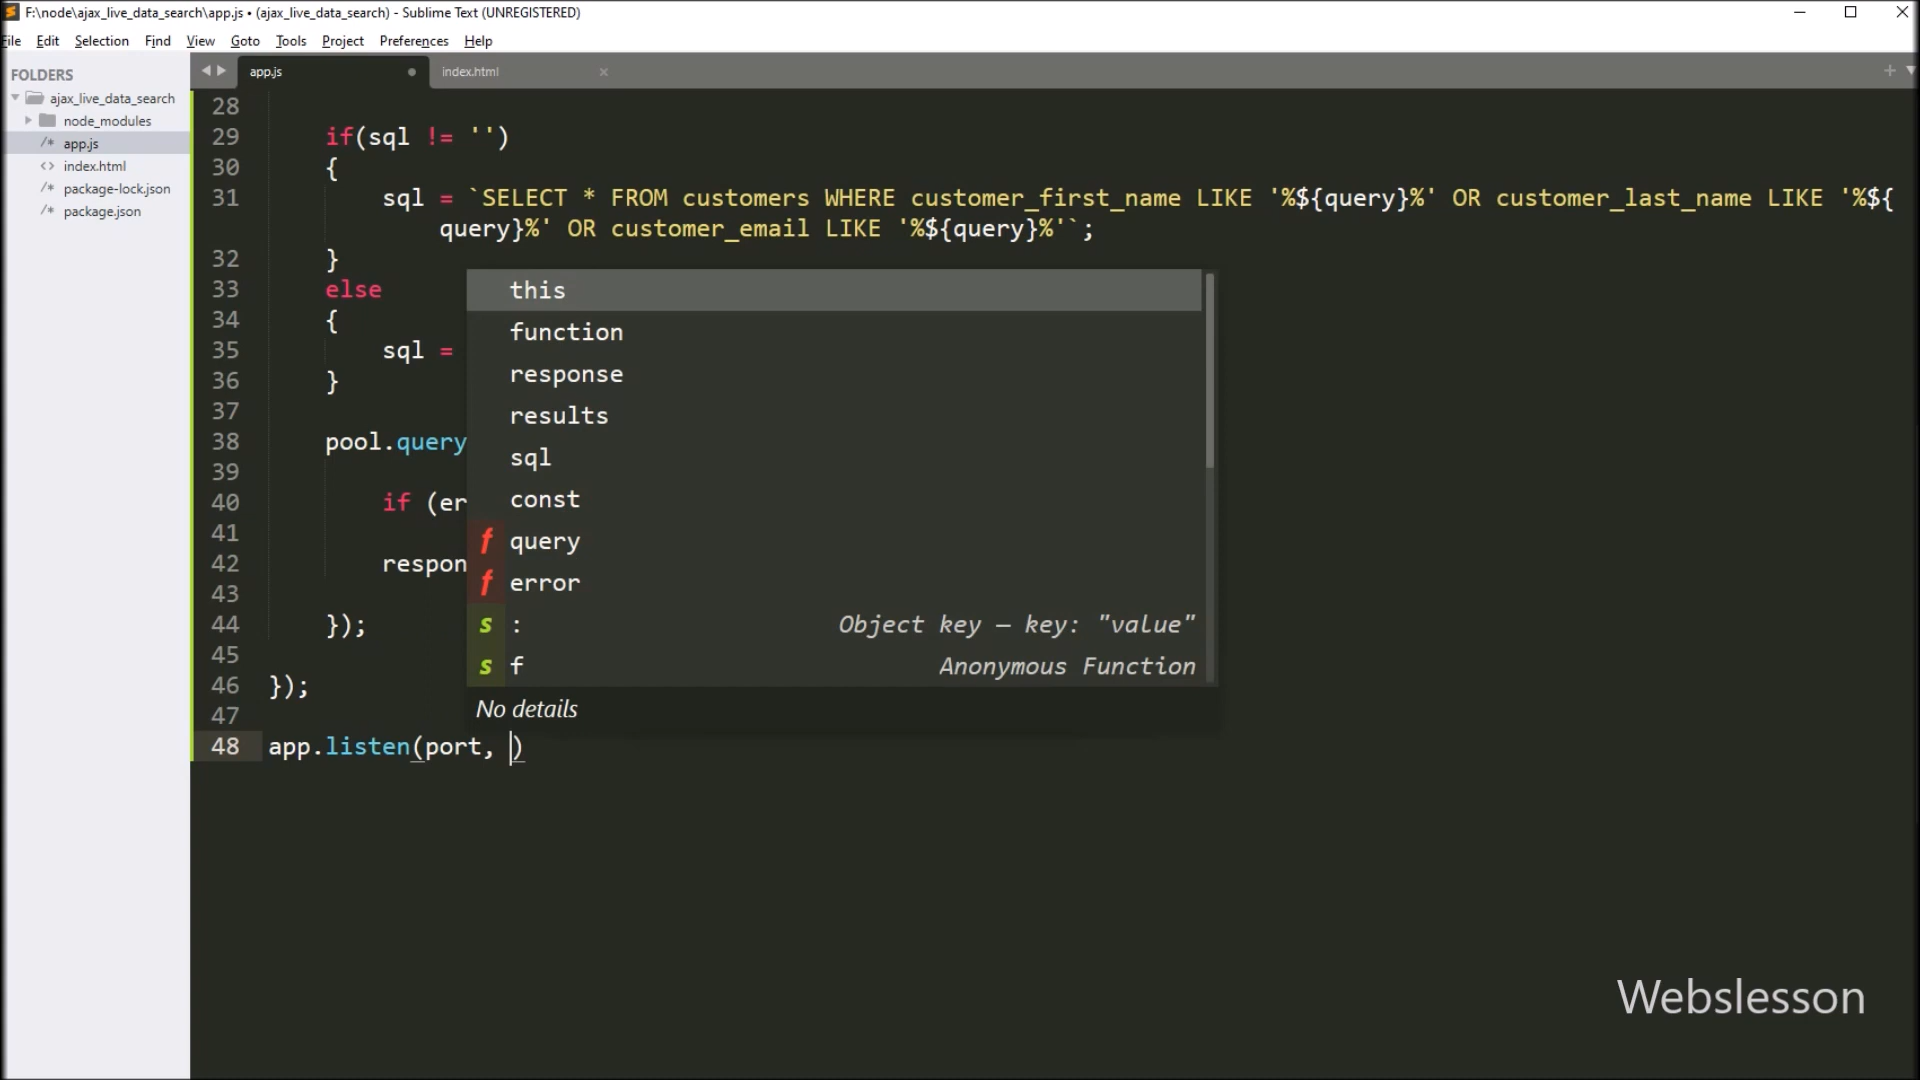 F:\node\ajax_live_data_search\app.js • (ajax_live_data_search) - Sublime Text (UNREGISTERED)
File Edit Selection Find View Goto Tools Project Preferences Help
FOLDERS
ajax_live_data_search
node_modules
/* app.js
<> index.html
/* package-lock.json
/* package.json
app.js index.html
28
29 if(sql != '')
30 {
31 sql = `SELECT * FROM customers WHERE customer_first_name LIKE '%${query}%' OR customer_last_name LIKE '%${
query}%' OR customer_email LIKE '%${query}%'`;
32 }
33 else
34 {
35 sql =
36 }
37
38 pool.query
39
40 if (er
41
42 respon
43
44 });
45
46 });
47
48 app.listen(port, )
this
function
response
results
sql
const
f query
f error
s : Object key – key: "value"
s f Anonymous Function
No details
Webslesson